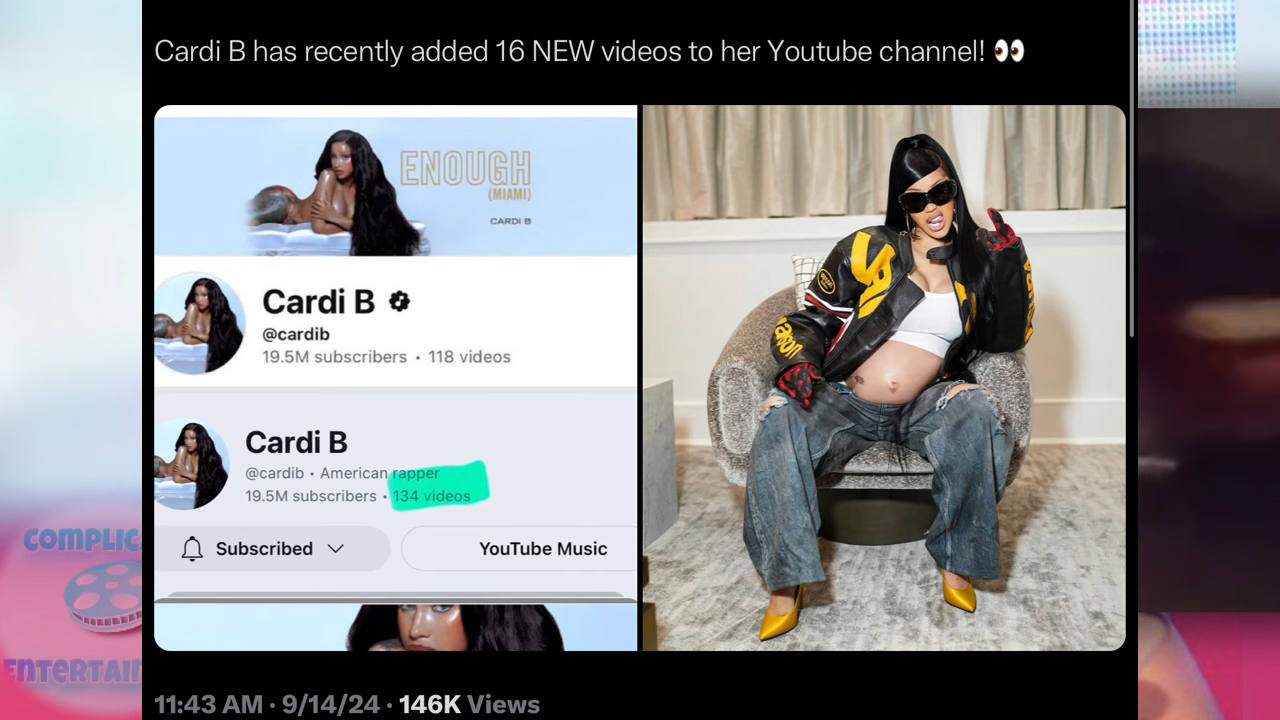 Cardi B has recently added 16 NEW videos to her Youtube channel! 👀
ENOUGH
(MIAMI)
CARDI B
Cardi B
@cardib
19.5M subscribers • 118 videos
Cardi B
@cardib • American rapper
19.5M subscribers • 134 videos
Subscribed
YouTube Music
COMPLIC
ENTERTAIN
11:43 AM · 9/14/24 · 146K Views